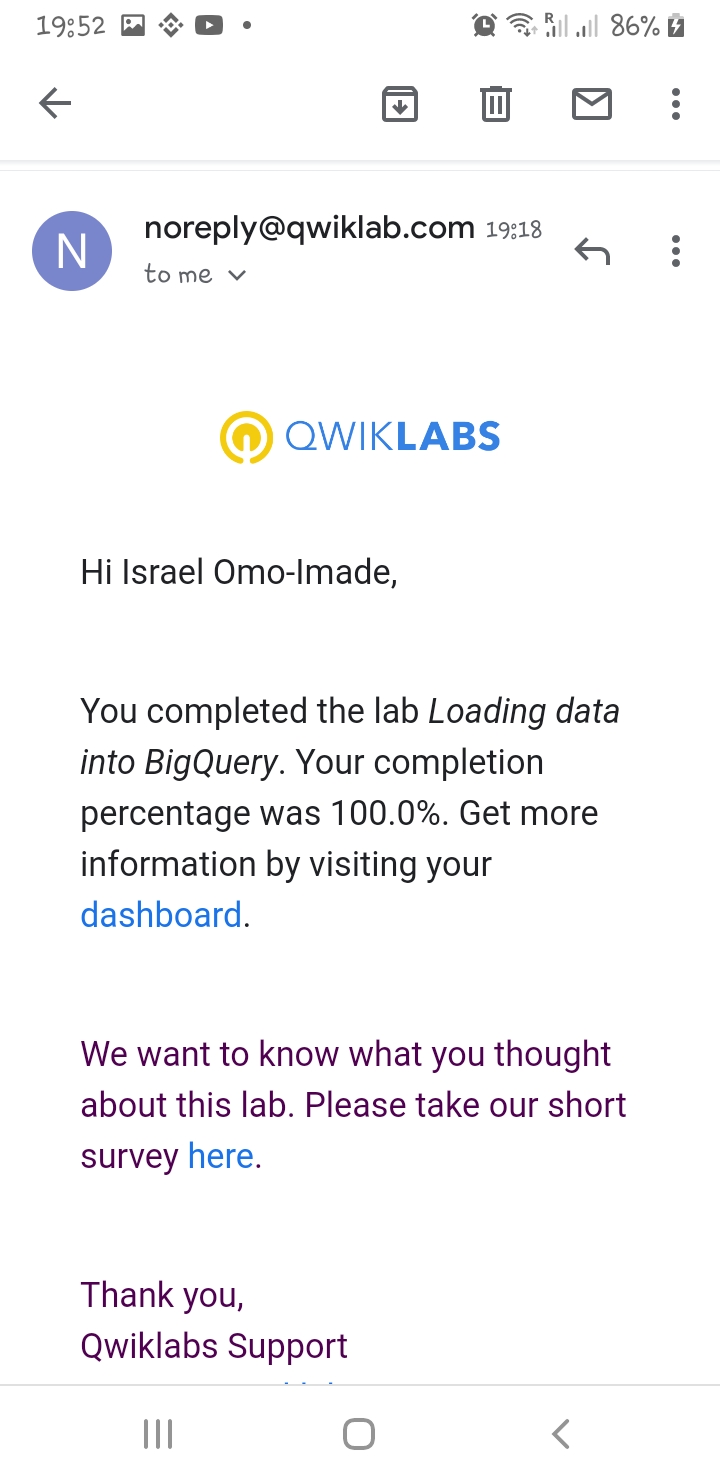 19:52
R
86%
N
noreply@qwiklab.com 19:18
to me
QWIKLABS
Hi Israel Omo-Imade,
You completed the lab Loading data
into BigQuery. Your completion
percentage was 100.0%. Get more
information by visiting your
dashboard.
We want to know what you thought
about this lab. Please take our short
survey here.
Thank you,
Qwiklabs Support